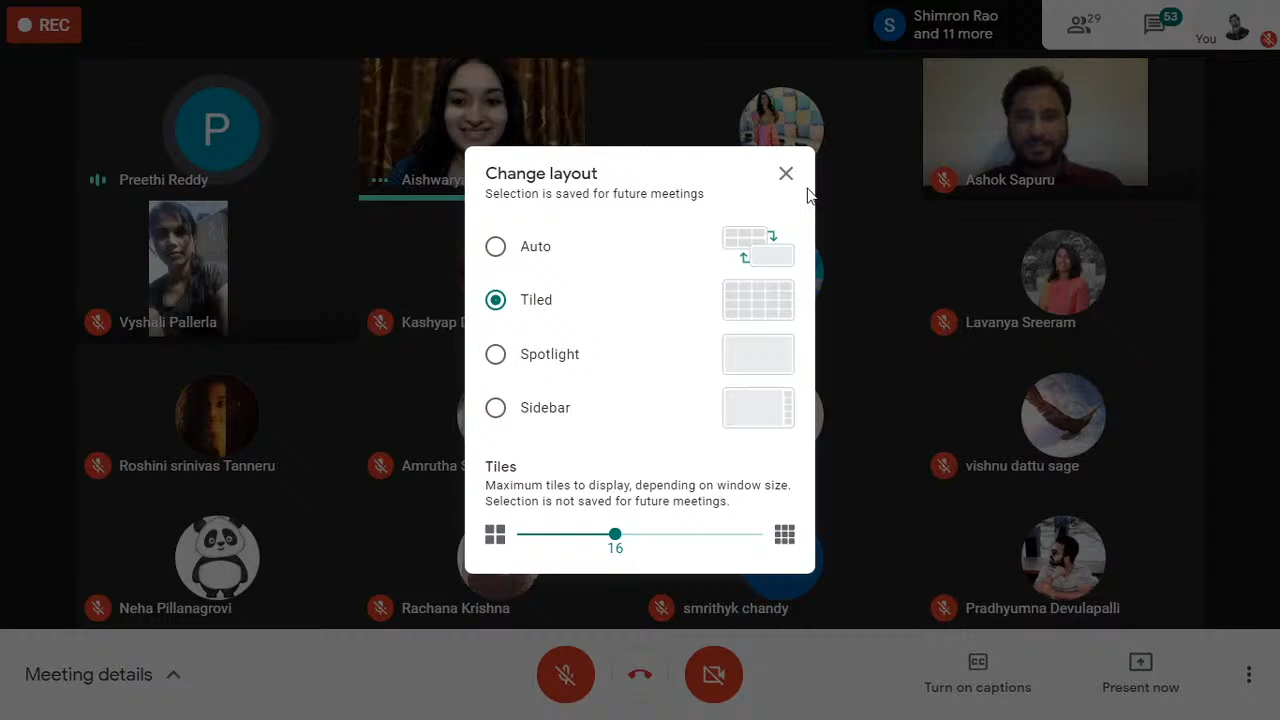 REC
S
Shimron Rao
and 11 more
29
53
You
P
Preethi Reddy
Aishwarya
Ashok Sapuru
Change layout
Selection is saved for future meetings
Auto
Tiled
Spotlight
Sidebar
Tiles
Maximum tiles to display, depending on window size.
Selection is not saved for future meetings.
16
Vyshali Pallerla
Kashyap
Lavanya Sreeram
Roshini srinivas Tanneru
Amrutha
vishnu dattu sage
Neha Pillanagrovi
Rachana Krishna
smrithyk chandy
Pradhyumna Devulapalli
Meeting details
CC
Turn on captions
Present now